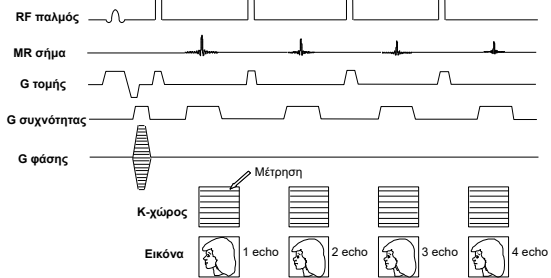 RF παλμός
MR σήμα
G τομής
G συχνότητας
G φάσης
Μέτρηση
Κ-χώρος
Εικόνα
1 echo
2 echo
3 echo
4 echo